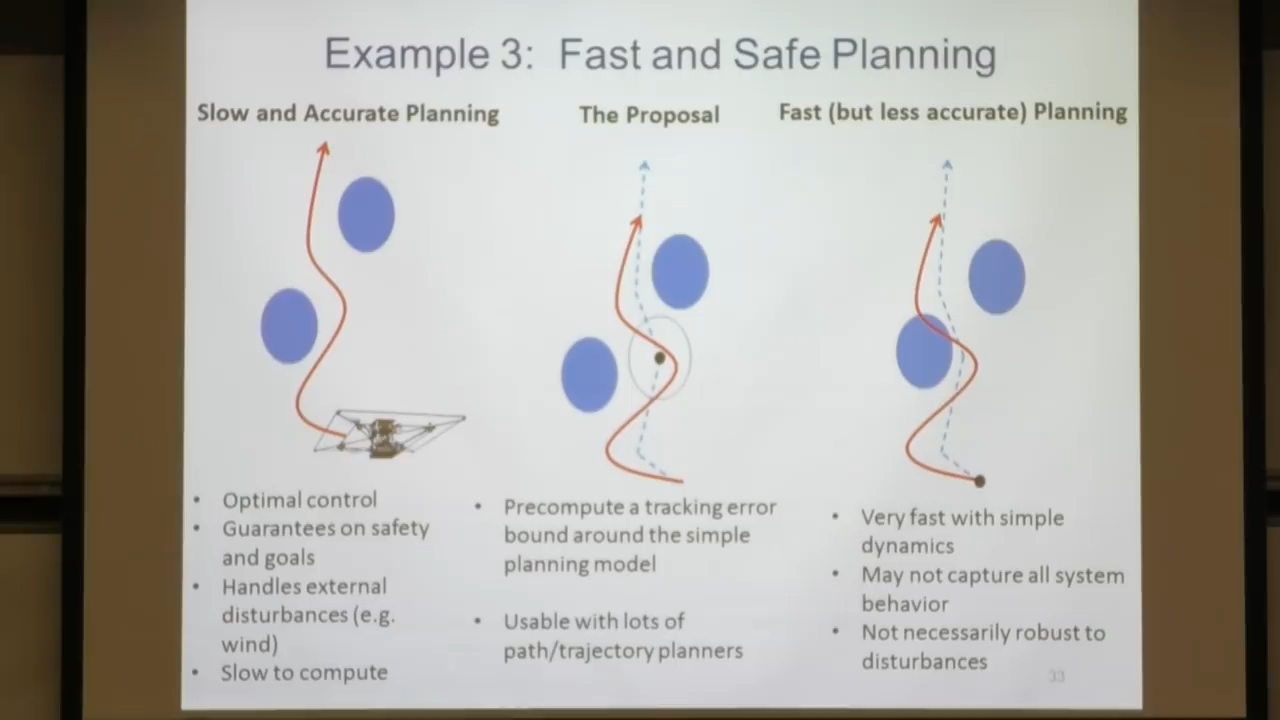 Example 3: Fast and Safe Planning
Slow and Accurate Planning
• Optimal control
• Guarantees on safety
and goals
• Handles external
disturbances (e.g.
wind)
• Slow to compute
The Proposal
• Precompute a tracking error
bound around the simple
planning model
• Usable with lots of
path/trajectory planners
Fast (but less accurate) Planning
• Very fast with simple
dynamics
• May not capture all system
behavior
• Not necessarily robust to
disturbances
33